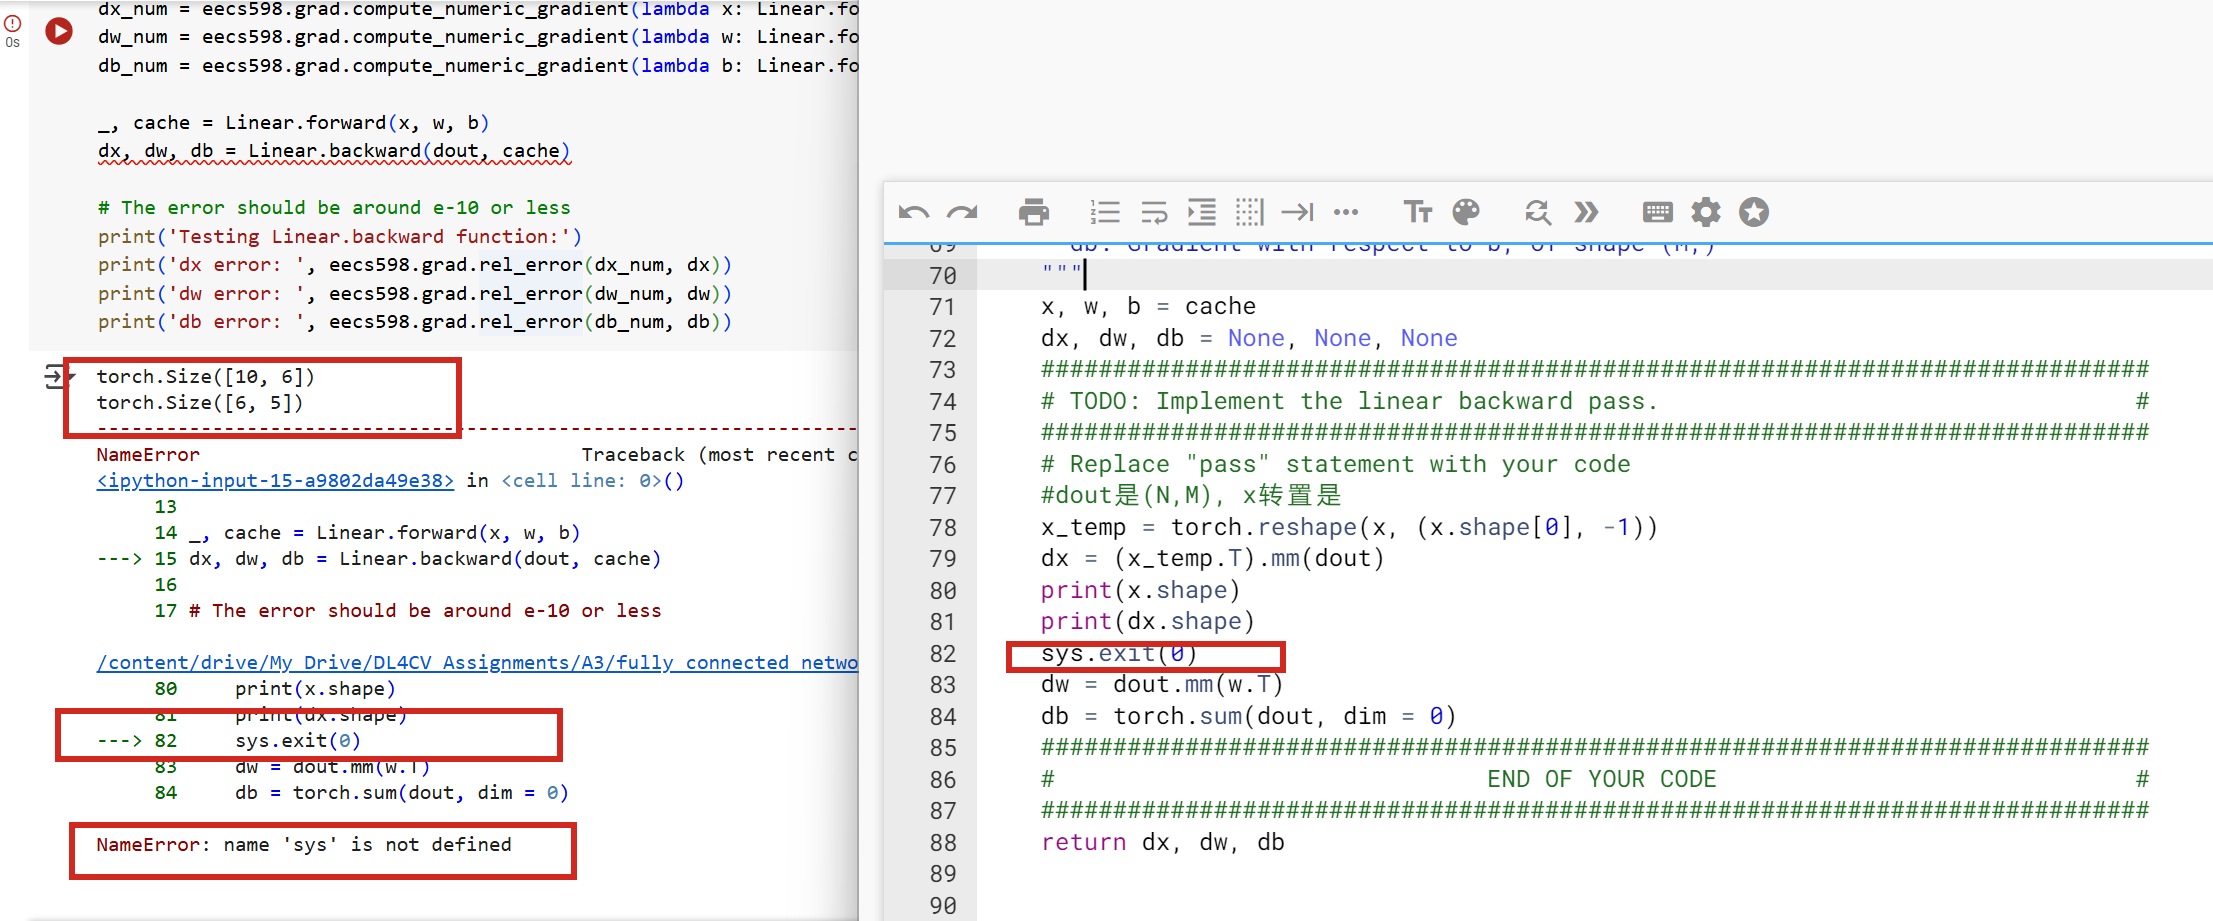 dx_num = eecs598.grad.compute_numeric_gradient(lambda x: Linear.fo
dw_num = eecs598.grad.compute_numeric_gradient(lambda w: Linear.fo
db_num = eecs598.grad.compute_numeric_gradient(lambda b: Linear.fo
0s
_, cache = Linear.forward(x, w, b)
dx, dw, db = Linear.backward(dout, cache)
# The error should be around e-10 or less
print('Testing Linear.backward function:')
print('dx error: ', eecs598.grad.rel_error(dx_num, dx))
print('dw error: ', eecs598.grad.rel_error(dw_num, dw))
print('db error: ', eecs598.grad.rel_error(db_num, db))
torch.Size([10, 6])
torch.Size([6, 5])
---------------------------------------------------------------------------
NameError Traceback (most recent c
<ipython-input-15-a9802da49e38> in <cell line: 0>()
13
14 _, cache = Linear.forward(x, w, b)
---> 15 dx, dw, db = Linear.backward(dout, cache)
16
17 # The error should be around e-10 or less
/content/drive/My Drive/DL4CV Assignments/A3/fully_connected_netwo
80 print(x.shape)
81 print(dx.shape)
---> 82 sys.exit(0)
83 dw = dout.mm(w.T)
84 db = torch.sum(dout, dim = 0)
NameError: name 'sys' is not defined
69 db: Gradient with respect to b, of shape (M,)
70 """
71 x, w, b = cache
72 dx, dw, db = None, None, None
73 #############################################################################
74 # TODO: Implement the linear backward pass. #
75 #############################################################################
76 # Replace "pass" statement with your code
77 #dout是(N,M), x转置是
78 x_temp = torch.reshape(x, (x.shape[0], -1))
79 dx = (x_temp.T).mm(dout)
80 print(x.shape)
81 print(dx.shape)
82 sys.exit(0)
83 dw = dout.mm(w.T)
84 db = torch.sum(dout, dim = 0)
85 #############################################################################
86 # END OF YOUR CODE #
87 #############################################################################
88 return dx, dw, db
89
90